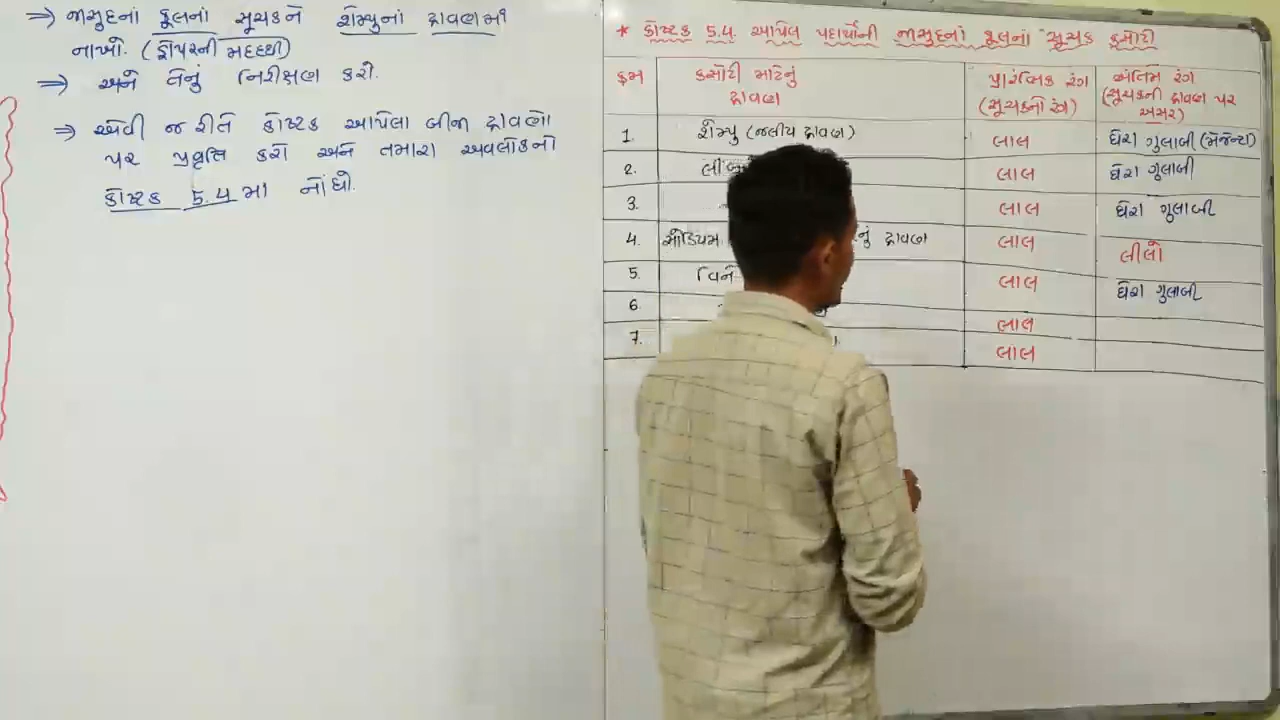 ⇒ જાસુદનાં ફૂલનાં સૂચકને શેમ્પુનાં દ્રાવણમાં
નાખો. (ડ્રોપરની મદદથી)
⇒ અને તેનું નિરીક્ષણ કરો.
⇒ એવી જ રીતે કોષ્ટક આપેલા બીજા દ્રાવણો
પર પ્રવૃત્તિ કરો અને તમારા અવલોકનો
કોષ્ટક 5.4 માં નોંધો.
* કોષ્ટક 5.4. આપેલ પદાર્થોની જાસુદનાં ફૂલનાં સૂચક કસોટી
ક્રમ કસોટી માટેનું દ્રાવણ પ્રારંભિક રંગ (સૂચકનો રંગ) અંતિમ રંગ (સૂચકની દ્રાવણ પર અસર)
1. શેમ્પુ (જલીય દ્રાવણ) લાલ ઘેરા ગુલાબી (મેજેન્ટા)
2. લાલ ઘેરા ગુલાબી
3. લાલ ઘેરા ગુલાબી
4. સોડિયમ નું દ્રાવણ લાલ લીલો
5. લાલ ઘેરા ગુલાબી
6. લાલ
7. લાલ